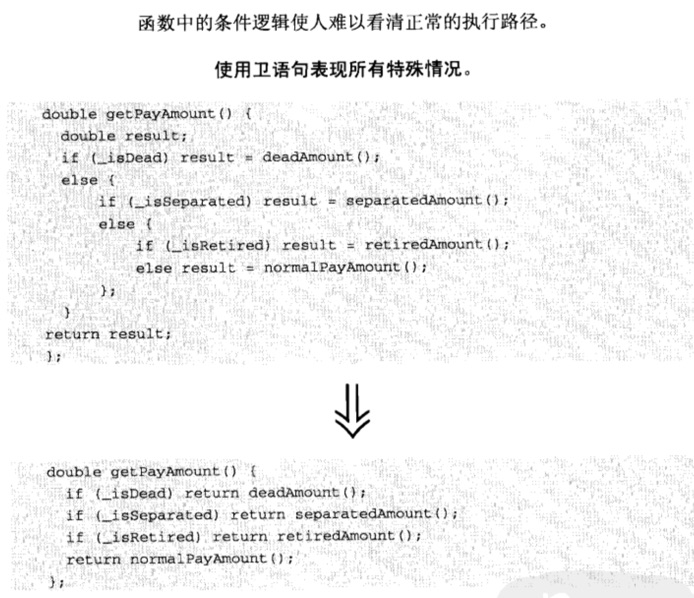 函数中的条件逻辑使人难以看清正常的执行路径。
使用卫语句表现所有特殊情况。
double getPayAmount() {
double result;
if (_isDead) result = deadAmount();
else {
if (_isSeparated) result = separatedAmount();
else {
if (_isRetired) result = retiredAmount();
else result = normalPayAmount();
};
}
return result;
};
double getPayAmount() {
if (_isDead) return deadAmount();
if (_isSeparated) return separatedAmount();
if (_isRetired) return retiredAmount();
return normalPayAmount();
};